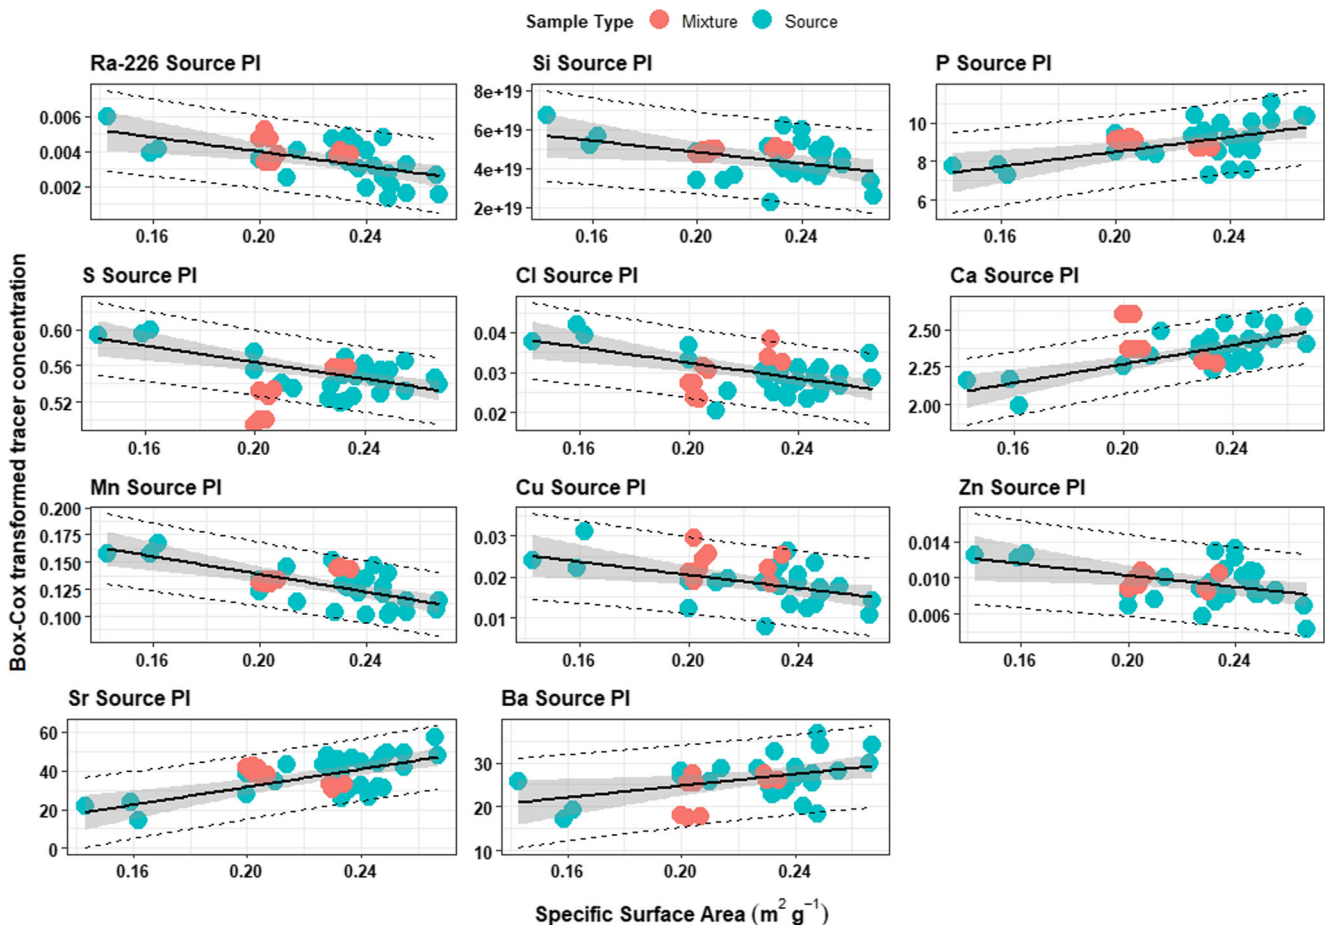 Sample Type Mixture Source
Ra-226 Source PI
Si Source PI
P Source PI
0.006
0.004
0.002
0.16 0.20 0.24
8e+19
6e+19
4e+19
2e+19
0.16 0.20 0.24
10
8
6
0.16 0.20 0.24
S Source PI
Cl Source PI
Ca Source PI
0.60
0.56
0.52
0.16 0.20 0.24
0.04
0.03
0.02
0.16 0.20 0.24
2.50
2.25
2.00
0.16 0.20 0.24
Box-Cox transformed tracer concentration
Mn Source PI
Cu Source PI
Zn Source PI
0.200
0.175
0.150
0.125
0.100
0.16 0.20 0.24
0.03
0.02
0.01
0.16 0.20 0.24
0.014
0.010
0.006
0.16 0.20 0.24
Sr Source PI
Ba Source PI
60
40
20
0
0.16 0.20 0.24
30
20
10
0.16 0.20 0.24
Specific Surface Area (m² g⁻¹)